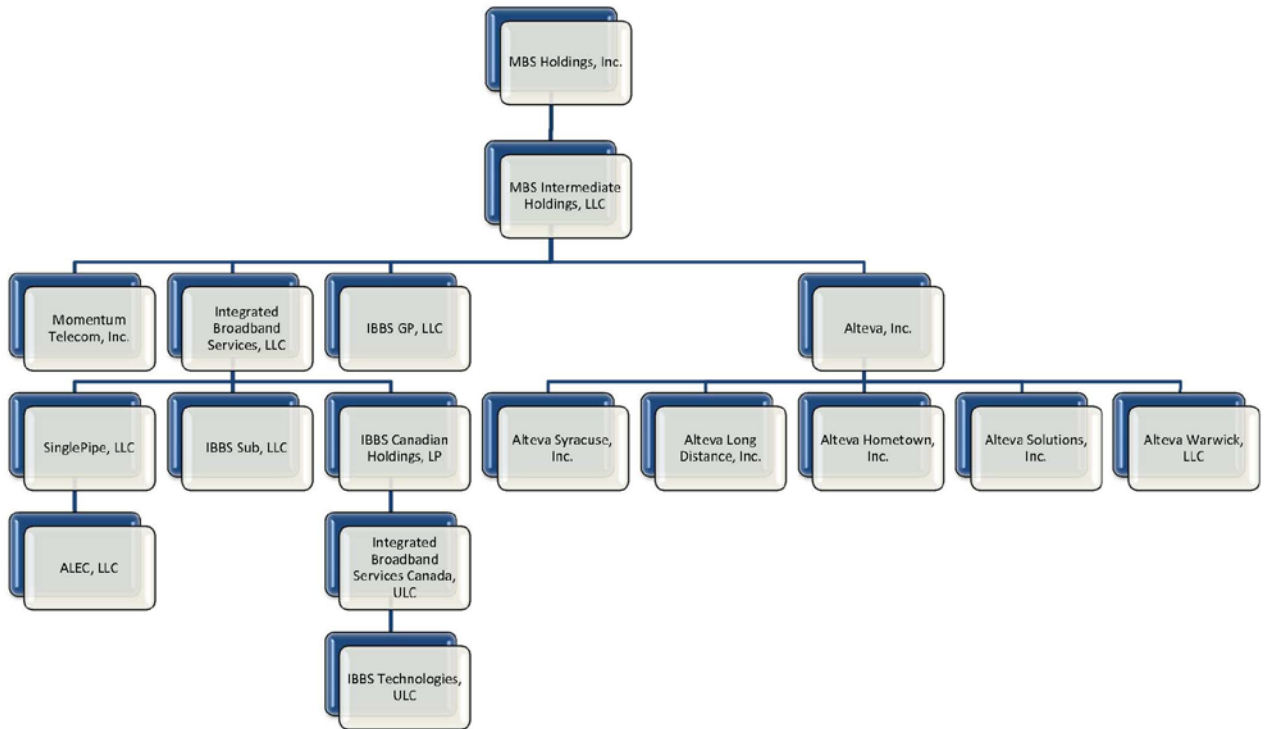 MBS Holdings, Inc.
MBS Intermediate
Holdings, LLC
Momentum
Telecom, Inc.
Integrated
Broadband
Services, LLC
IBBS GP, LLC
Alteva, Inc.
SinglePipe, LLC
IBBS Sub, LLC
IBBS Canadian
Holdings, LP
Alteva Syracuse,
Inc.
Alteva Long
Distance, Inc.
Alteva Hometown,
Inc.
Alteva Solutions,
Inc.
Alteva Warwick,
LLC
ALEC, LLC
Integrated
Broadband
Services Canada,
ULC
IBBS Technologies,
ULC